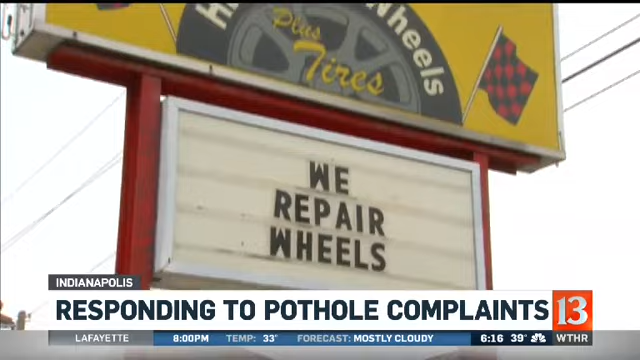 Wheels
Plus
Tires
WE
REPAIR
WHEELS
INDIANAPOLIS
RESPONDING TO POTHOLE COMPLAINTS 13
LAFAYETTE 8:00PM TEMP: 33° FORECAST: MOSTLY CLOUDY 6:16 39° WTHR